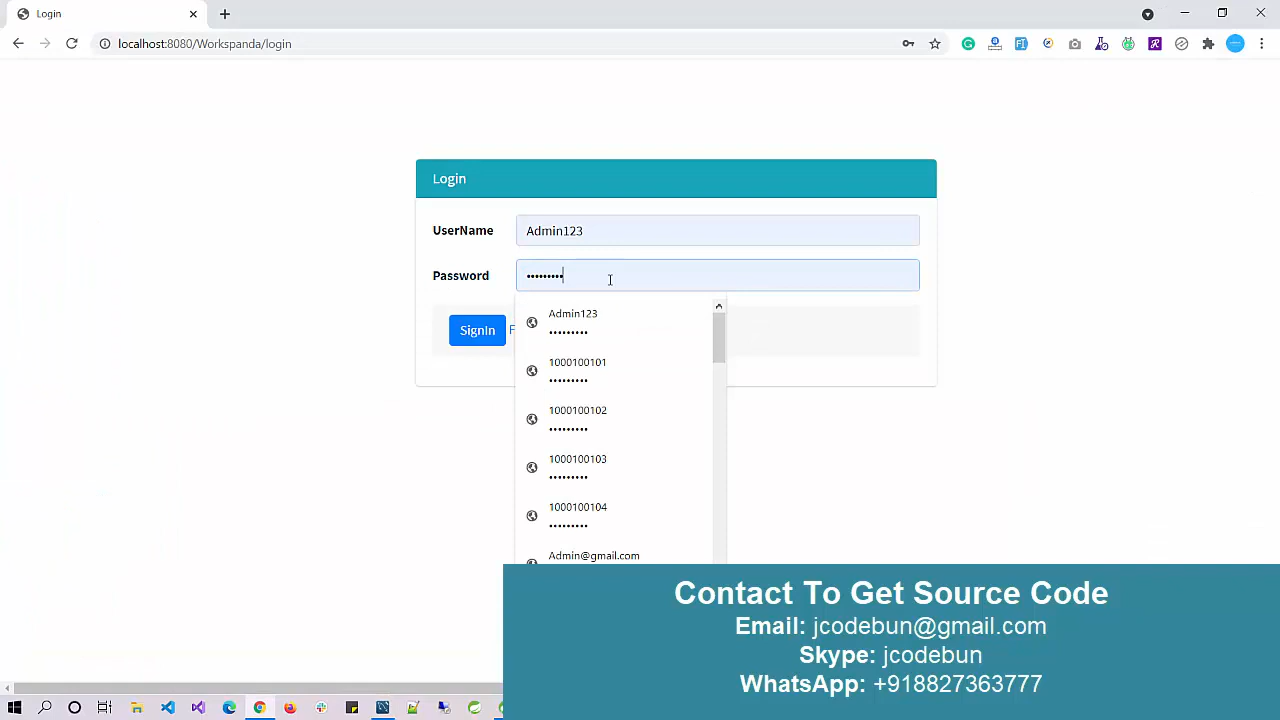 Login
localhost:8080/Workspanda/login
Login
UserName
Admin123
Password
•••••••••
Admin123
•••••••••
SignIn
1000100101
•••••••••
1000100102
•••••••••
1000100103
•••••••••
1000100104
•••••••••
Admin@gmail.com
Contact To Get Source Code
Email: jcodebun@gmail.com
Skype: jcodebun
WhatsApp: +918827363777